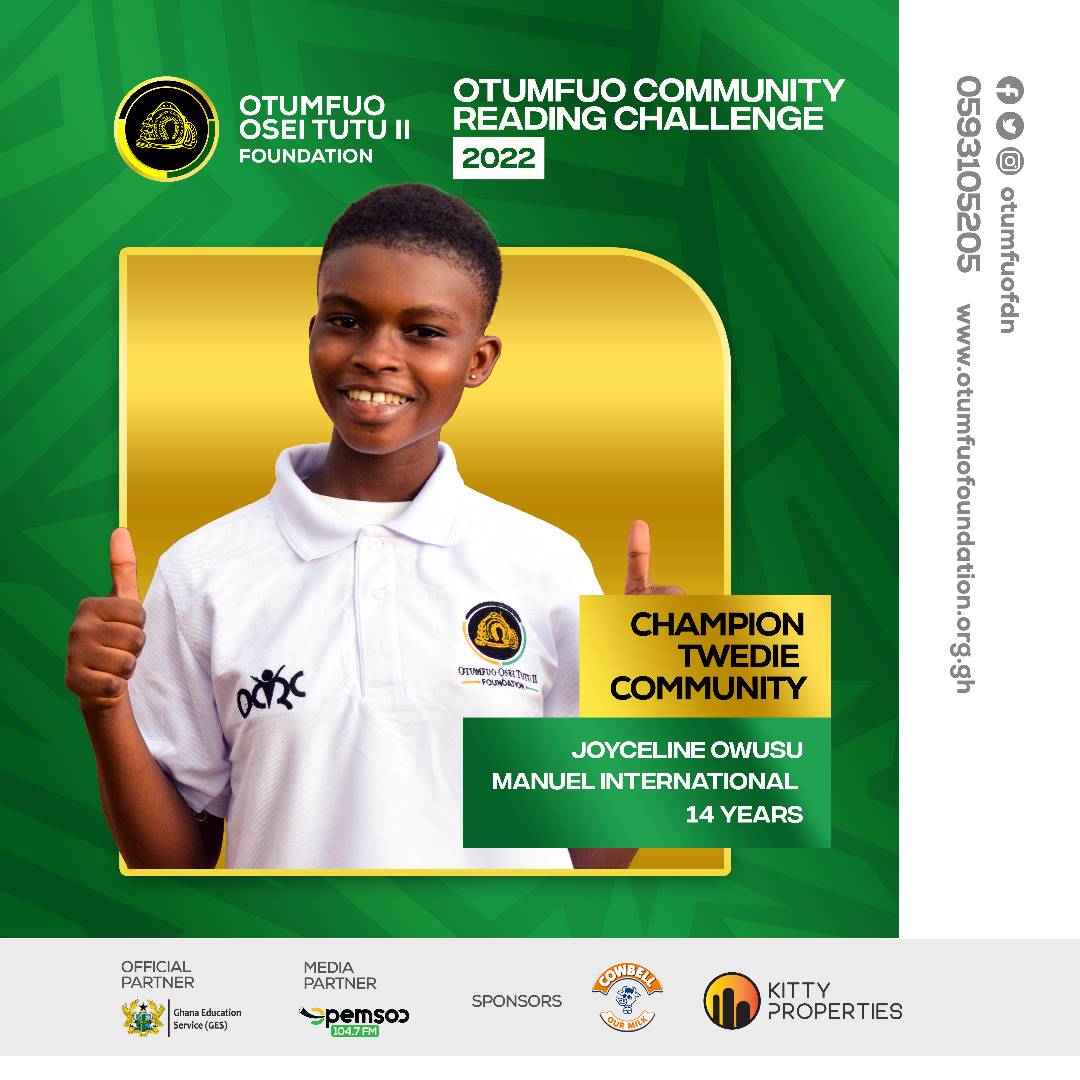 OTUMFUO
OSEI TUTU II
FOUNDATION
OTUMFUO COMMUNITY
READING CHALLENGE
2022
otumfuofdn
0593105205 www.otumfuofoundation.org.gh
OCRC
OTUMFUO OSEI TUTU II
FOUNDATION
CHAMPION
TWEDIE
COMMUNITY
JOYCELINE OWUSU
MANUEL INTERNATIONAL
14 YEARS
OFFICIAL
PARTNER
Ghana Education
Service (GES)
MEDIA
PARTNER
Opemsoo
104.7 FM
SPONSORS
COWBELL
OUR MILK
KITTY
PROPERTIES